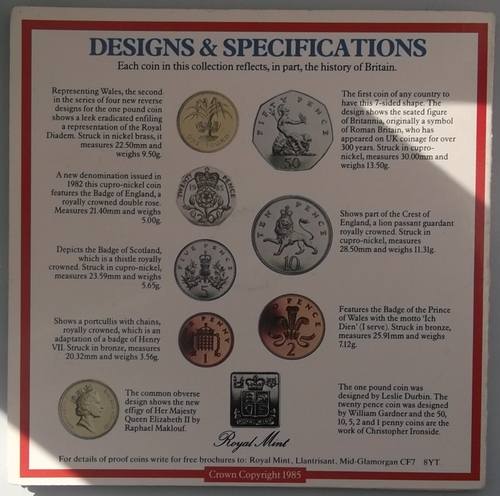 DESIGNS & SPECIFICATIONS
Each coin in this collection reflects, in part, the history of Britain.
Representing Wales, the second
in the series of four new reverse
designs for the one pound coin
shows a leek eradicated enfiling
a representation of the Royal
Diadem. Struck in nickel brass, it
measures 22.50mm and
weighs 9.50g.
The first coin of any country to
have this 7-sided shape. The
design shows the seated figure
of Britannia, originally a symbol
of Roman Britain, who has
appeared on UK coinage for over
300 years. Struck in cupro-
nickel, measures 30.00mm and
weighs 13.50g.
FIFTY PENCE
50
A new denomination issued in
1982 this cupro-nickel coin
features the Badge of England, a
royally crowned double rose.
Measures 21.40mm and weighs
5.00g.
TWENTY PENCE
Shows part of the Crest of
England, a lion passant guardant
royally crowned. Struck in
cupro-nickel, measures
28.50mm and weighs 11.31g.
TEN PENCE
10
Depicts the Badge of Scotland,
which is a thistle royally
crowned. Struck in cupro-nickel,
measures 23.59mm and weighs
5.65g.
FIVE PENCE
5
Shows a portcullis with chains,
royally crowned, which is an
adaptation of a badge of Henry
VII. Struck in bronze, measures
20.32mm and weighs 3.56g.
PENNY
1
PENCE
2
Features the Badge of the Prince
of Wales with the motto 'Ich
Dien' (I serve). Struck in bronze,
measures 25.91mm and weighs
7.12g.
The common obverse
design shows the new
effigy of Her Majesty
Queen Elizabeth II by
Raphael Maklouf.
Royal Mint
The one pound coin was
designed by Leslie Durbin. The
twenty pence coin was designed
by William Gardner and the 50,
10, 5, 2 and 1 penny coins are the
work of Christopher Ironside.
For details of proof coins write for free brochures to: Royal Mint, Llantrisant, Mid-Glamorgan CF7 8YT.
Crown Copyright 1985